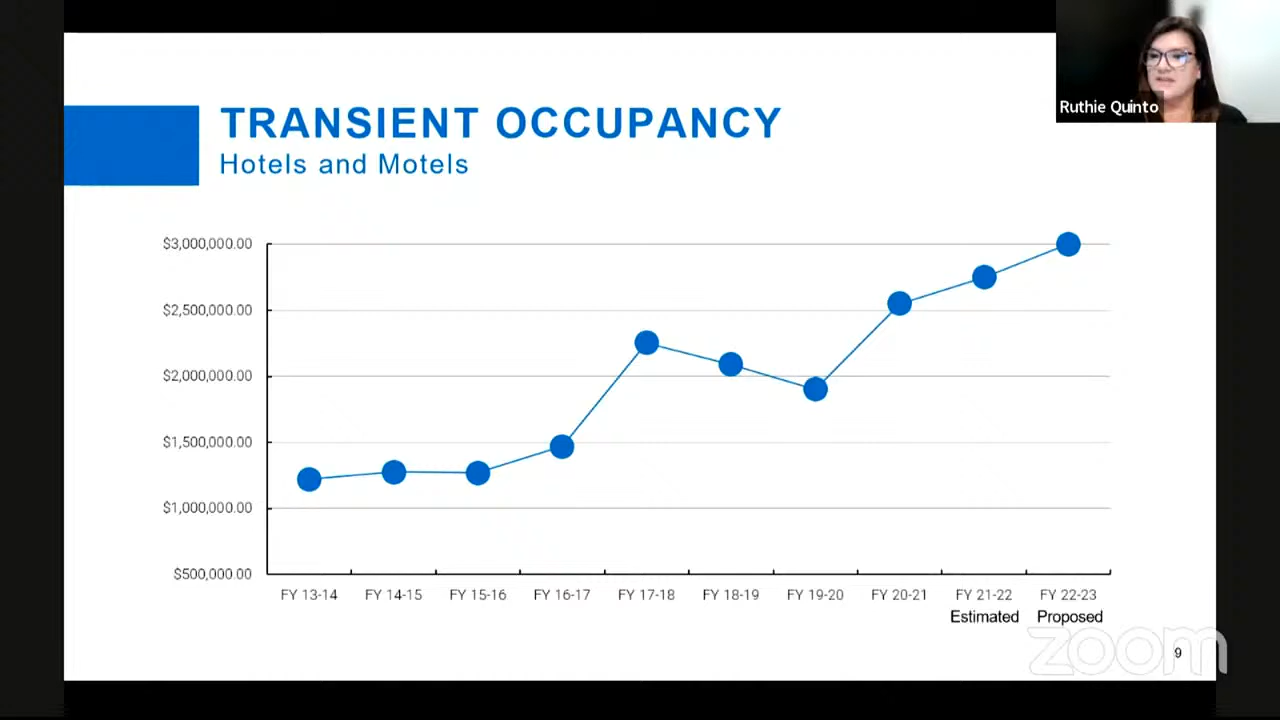 Ruthie Quinto
TRANSIENT OCCUPANCY
Hotels and Motels
$3,000,000.00
$2,500,000.00
$2,000,000.00
$1,500,000.00
$1,000,000.00
$500,000.00
FY 13-14 FY 14-15 FY 15-16 FY 16-17 FY 17-18 FY 18-19 FY 19-20 FY 20-21 FY 21-22 FY 22-23
Estimated Proposed
zoom
9